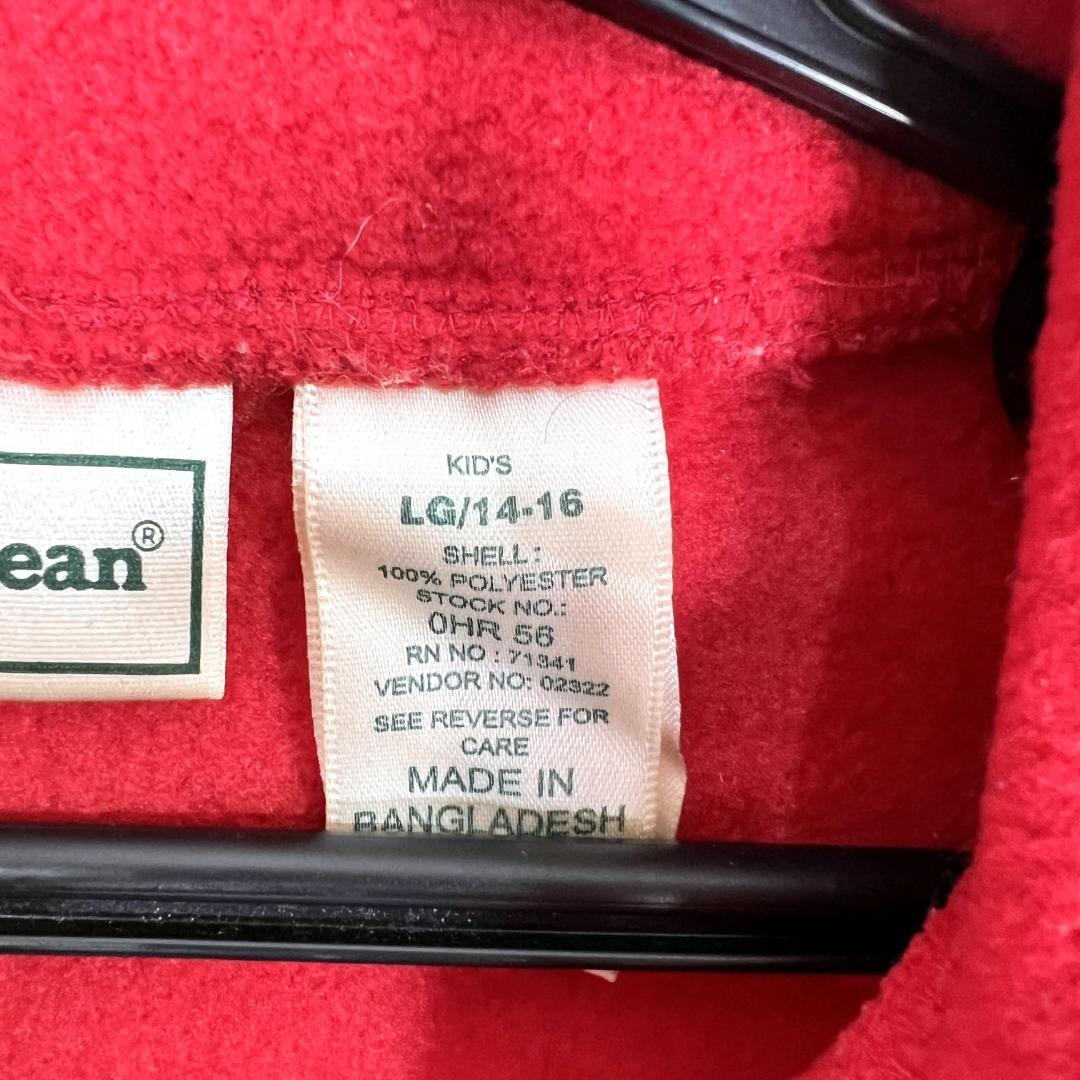 ean®
KID'S
LG/14-16
SHELL:
100% POLYESTER
STOCK NO.:
0HR 56
RN NO : 71341
VENDOR NO: 02322
SEE REVERSE FOR
CARE
MADE IN
BANGLADESH